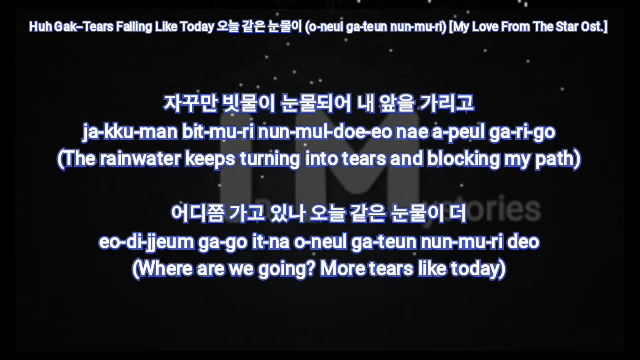 Huh Gak-Tears Falling Like Today 오늘 같은 눈물이 (o-neul ga-teun nun-mu-ri) [My Love From The Star Ost.]
자꾸만 빗물이 눈물되어 내 앞을 가리고
ja-kku-man bit-mu-ri nun-mul-doe-eo nae a-peul ga-ri-go
(The rainwater keeps turning into tears and blocking my path)
어디쯤 가고 있나 오늘 같은 눈물이 더
eo-di-jjeum ga-go it-na o-neul ga-teun nun-mu-ri deo
(Where are we going? More tears like today)